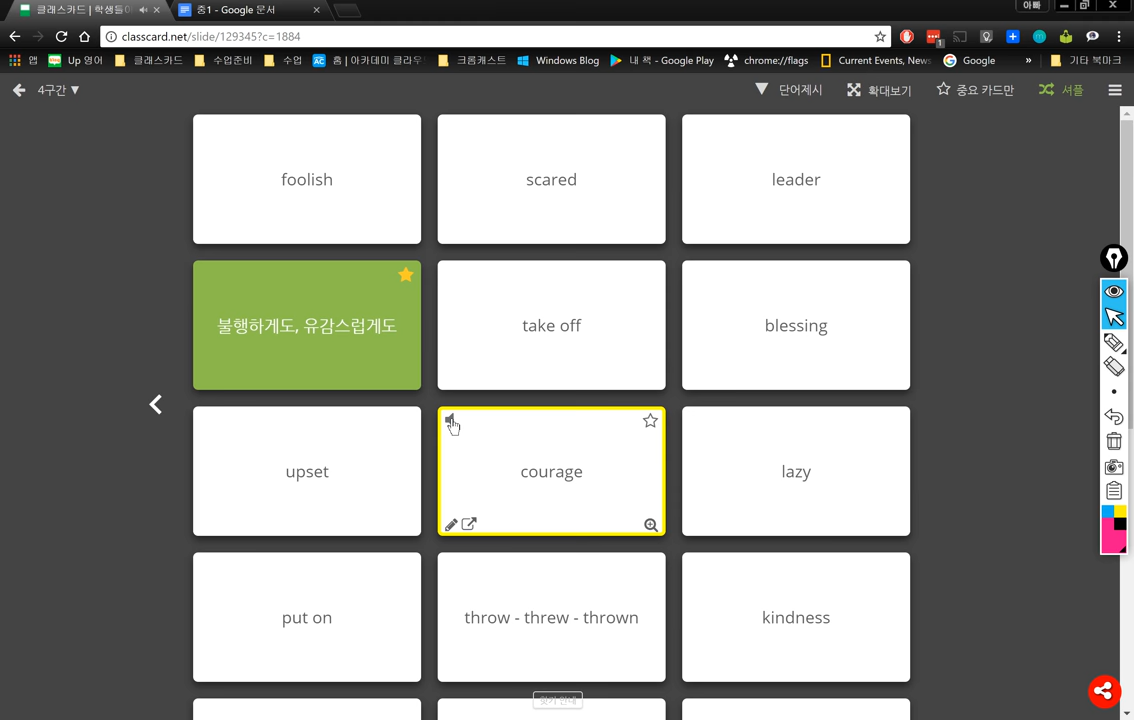 클래스카드 | 학생들이
중1 - Google 문서
아빠
classcard.net/slide/129345?c=1884
1
앱
Up 영어
클래스카드
수업준비
수업
AC
홈 | 아카데미 클라우
크롬캐스트
Windows Blog
내 책 - Google Play
chrome://flags
Current Events, News
Google
»
기타 북마크
4구간 ▼
단어제시
확대보기
중요 카드만
셔플
foolish
scared
leader
불행하게도, 유감스럽게도
take off
blessing
upset
courage
lazy
put on
throw - threw - thrown
kindness